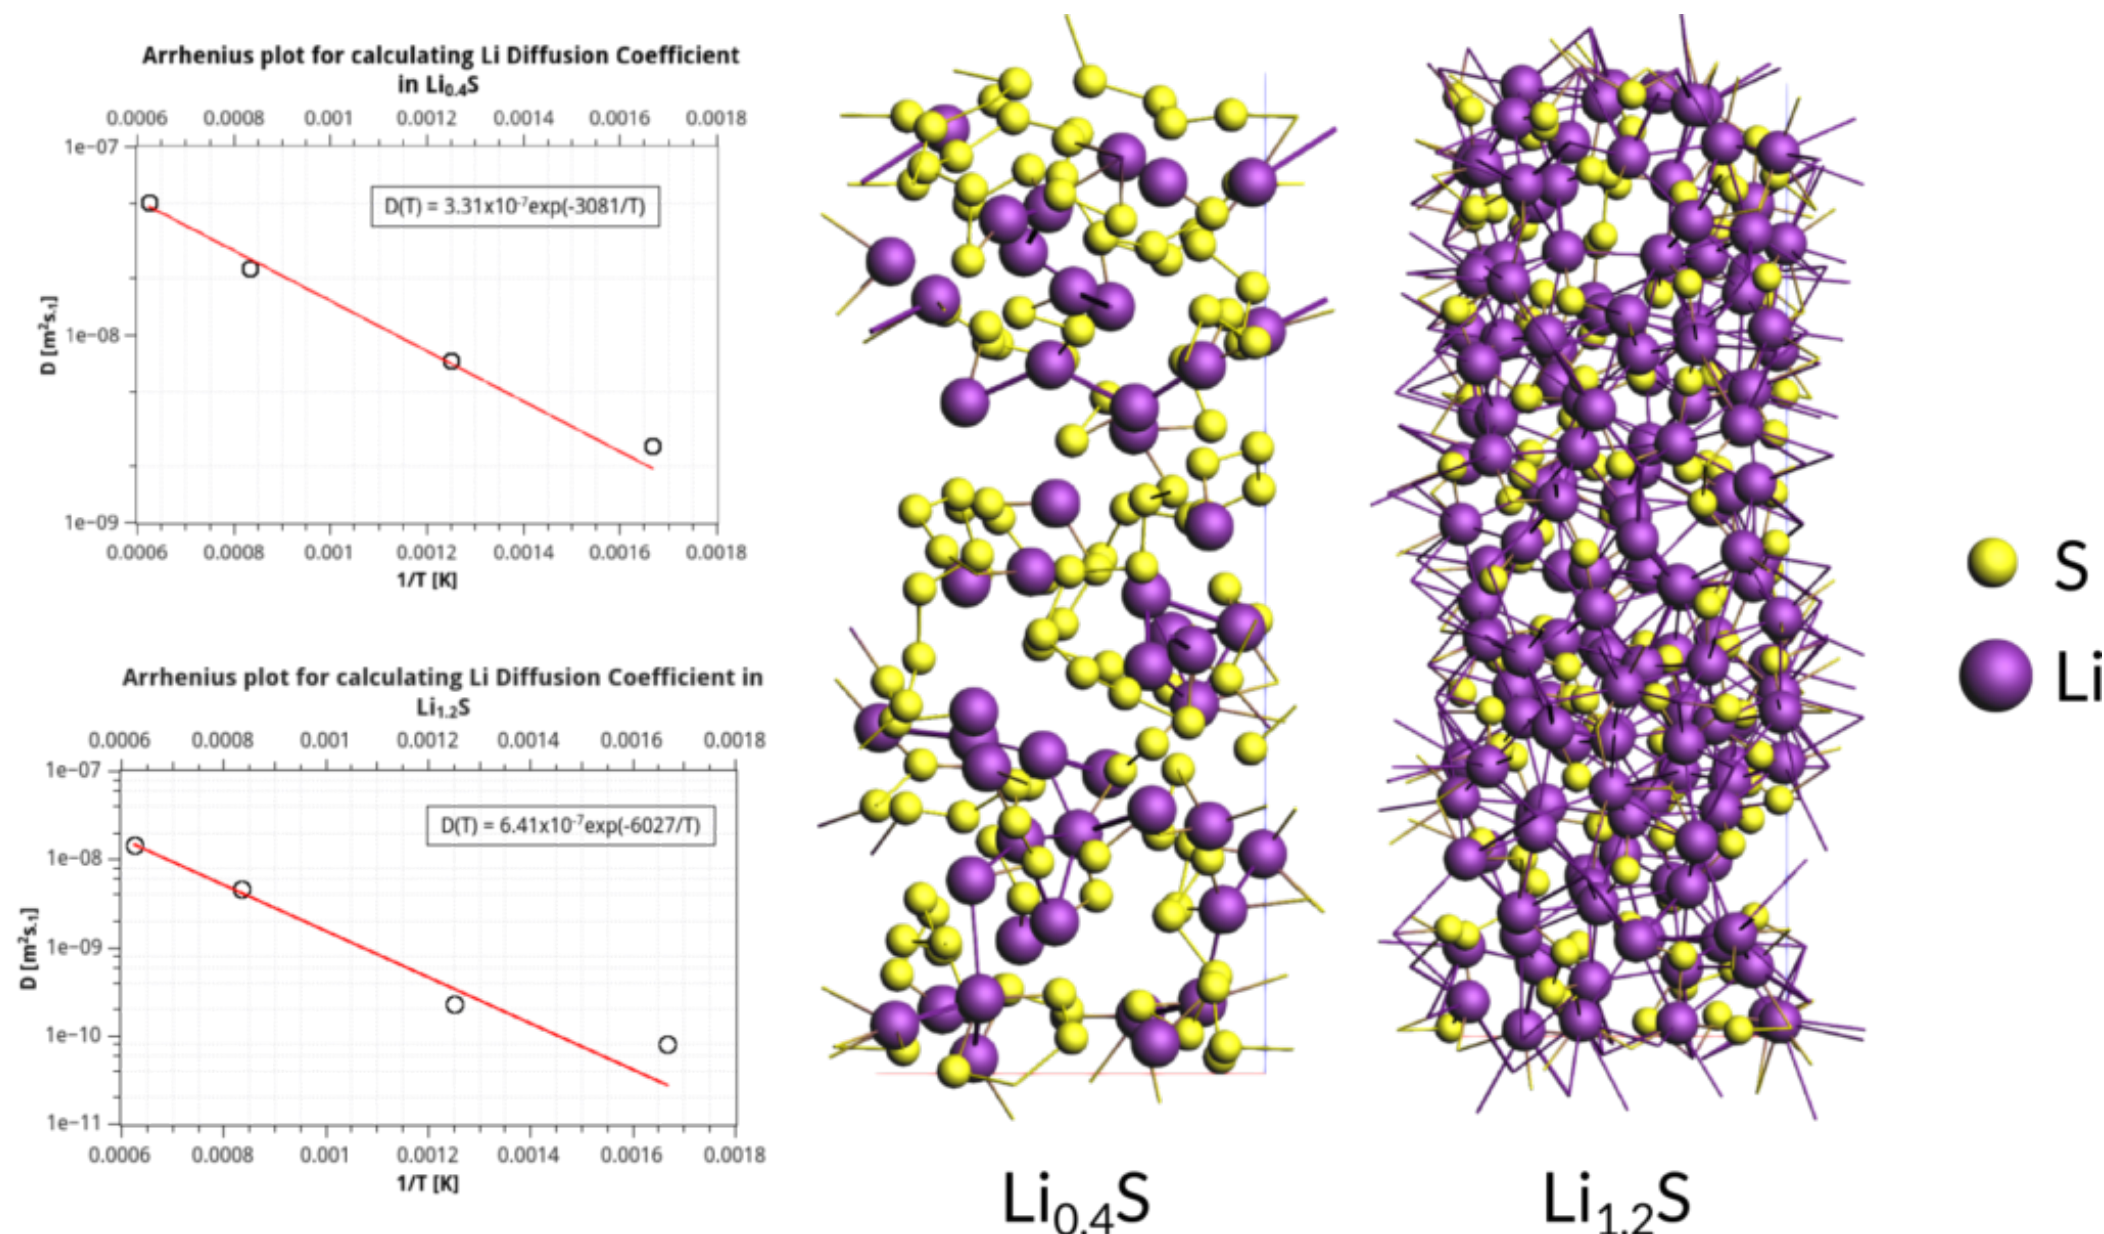 Arrhenius plot for calculating Li Diffusion Coefficient
in Li₀.₄S
0.0006 0.0008 0.001 0.0012 0.0014 0.0016 0.0018
1e−07
D(T) = 3.31x10⁻⁷exp(-3081/T)
D [m²s.₁]
1e−08
1e−09
0.0006 0.0008 0.001 0.0012 0.0014 0.0016 0.0018
1/T [K]
Arrhenius plot for calculating Li Diffusion Coefficient in
Li₁.₂S
0.0006 0.0008 0.001 0.0012 0.0014 0.0016 0.0018
1e−07
D(T) = 6.41x10⁻⁷exp(-6027/T)
1e−08
D [m²s.₁]
1e−09
1e−10
1e−11
0.0006 0.0008 0.001 0.0012 0.0014 0.0016 0.0018
1/T [K]
S
Li
Li₀.₄S
Li₁.₂S